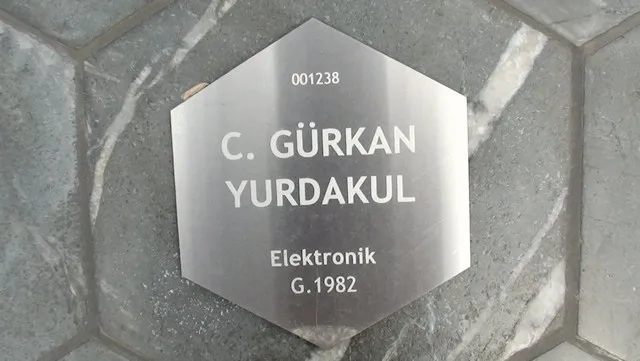 001238
C. GÜRKAN
YURDAKUL
Elektronik
G.1982